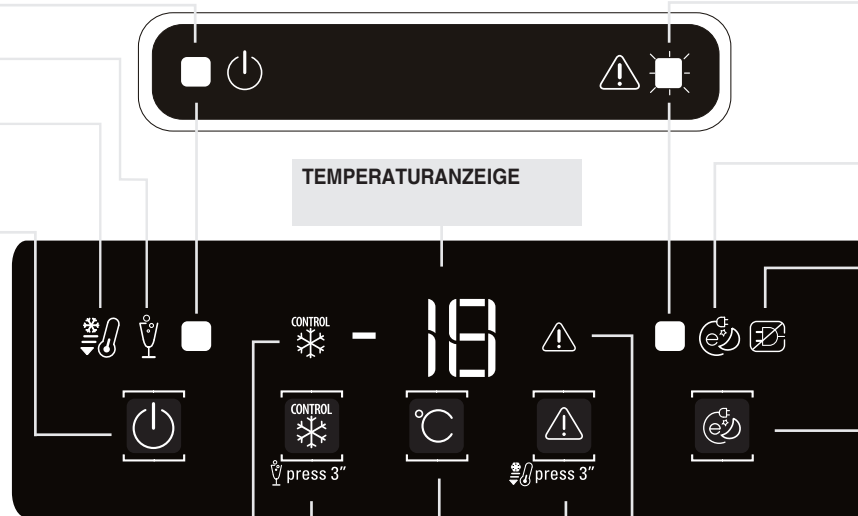 TEMPERATURANZEIGE
CONTROL
-18
CONTROL
°C
press 3"
press 3"